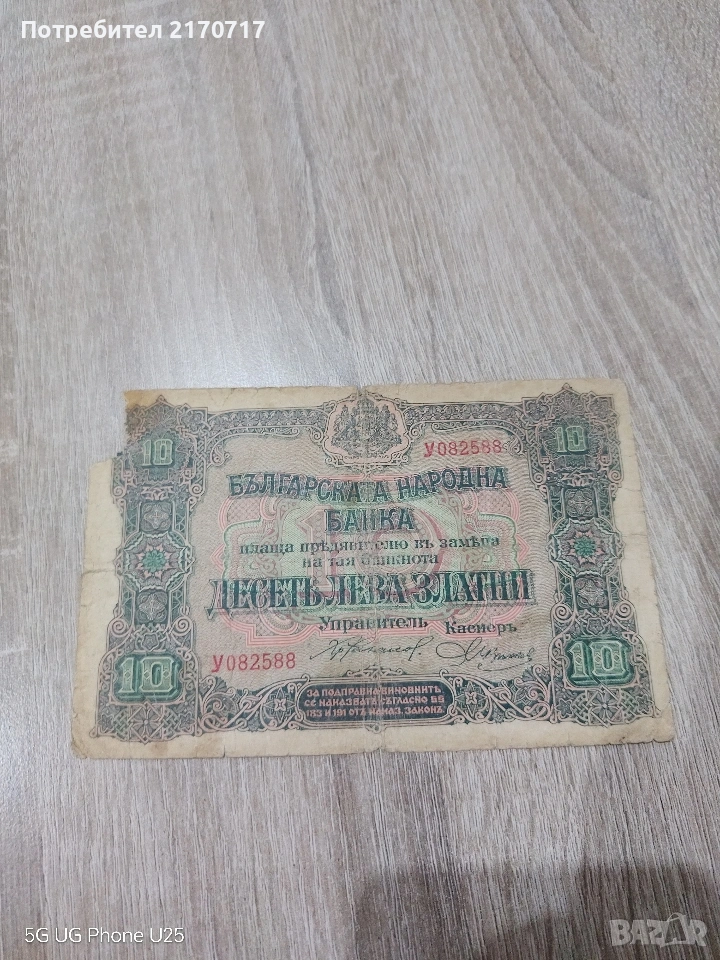 Потребител 2170717
10
10
У082588
БЪЛГАРСКАТА НАРОДНА
БАНКА
плаща предявителю въ замѣна
на тая банкнота
ДЕСЕТЬ ЛЕВА ЗЛАТНИ
Управитель Касиеръ
У082588
10
10
ЗА ПОДПРАВКА ВИНОВНИТѢ
СЕ НАКАЗВАТЪ СЪГЛАСНО §§
183 И 191 ОТЪ НАКАЗ. ЗАКОНЪ
5G UG Phone U25
BAZAR